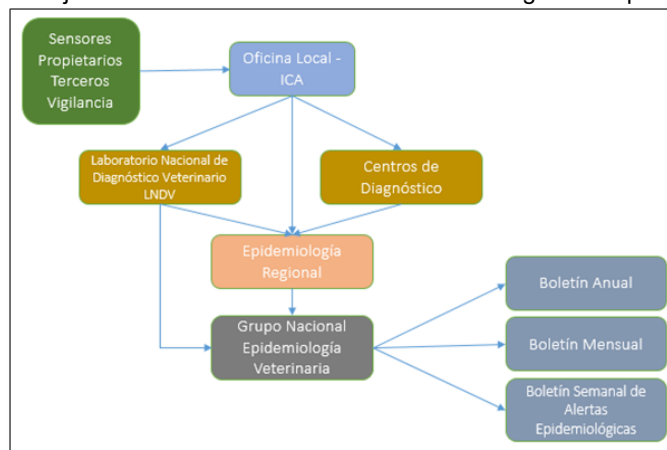 Sensores
Propietarios
Terceros
Vigilancia
Oficina Local -
ICA
Laboratorio Nacional de
Diagnóstico Veterinario
LNDV
Centros de
Diagnóstico
Epidemiología
Regional
Grupo Nacional
Epidemiología
Veterinaria
Boletín Anual
Boletín Mensual
Boletín Semanal de
Alertas
Epidemiológicas